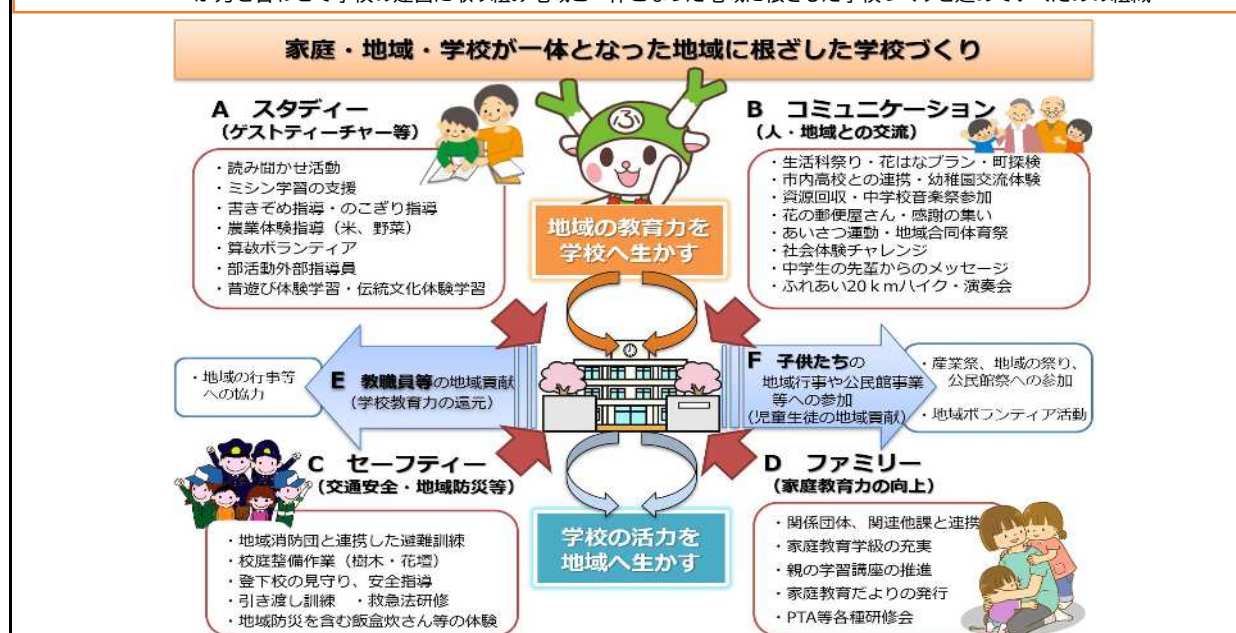 家庭・地域・学校が一体となった地域に根ざした学校づくり
A スタディー
(ゲストティーチャー等)
・読み聞かせ活動
・ミシン学習の支援
・書きぞめ指導・のこぎり指導
・農業体験指導（米、野菜）
・算数ボランティア
・部活動外部指導員
・昔遊び体験学習・伝統文化体験学習
ふ
地域の教育力を
学校へ生かす
B コミュニケーション
(人・地域との交流)
・生活科祭り・花はなプラン・町探検
・市内高校との連携・幼稚園交流体験
・資源回収・中学校音楽祭参加
・花の郵便屋さん・感謝の集い
・あいさつ運動・地域合同体育祭
・社会体験チャレンジ
・中学生の先輩からのメッセージ
・ふれあい20kmハイク・演奏会
・地域の行事等
への協力
E 教職員等の地域貢献
(学校教育力の還元)
F 子供たちの
地域行事や公民館事業
等への参加
(児童生徒の地域貢献)
・産業祭、地域の祭り、
公民館祭への参加
・地域ボランティア活動
C セーフティー
(交通安全・地域防災等)
・地域消防団と連携した避難訓練
・校庭整備作業（樹木・花壇）
・登下校の見守り、安全指導
・引き渡し訓練 ・救急法研修
・地域防災を含む飯盒炊さん等の体験
学校の活力を
地域へ生かす
D ファミリー
(家庭教育力の向上)
・関係団体、関連他課と連携
・家庭教育学級の充実
・親の学習講座の推進
・家庭教育だよりの発行
・PTA等各種研修会